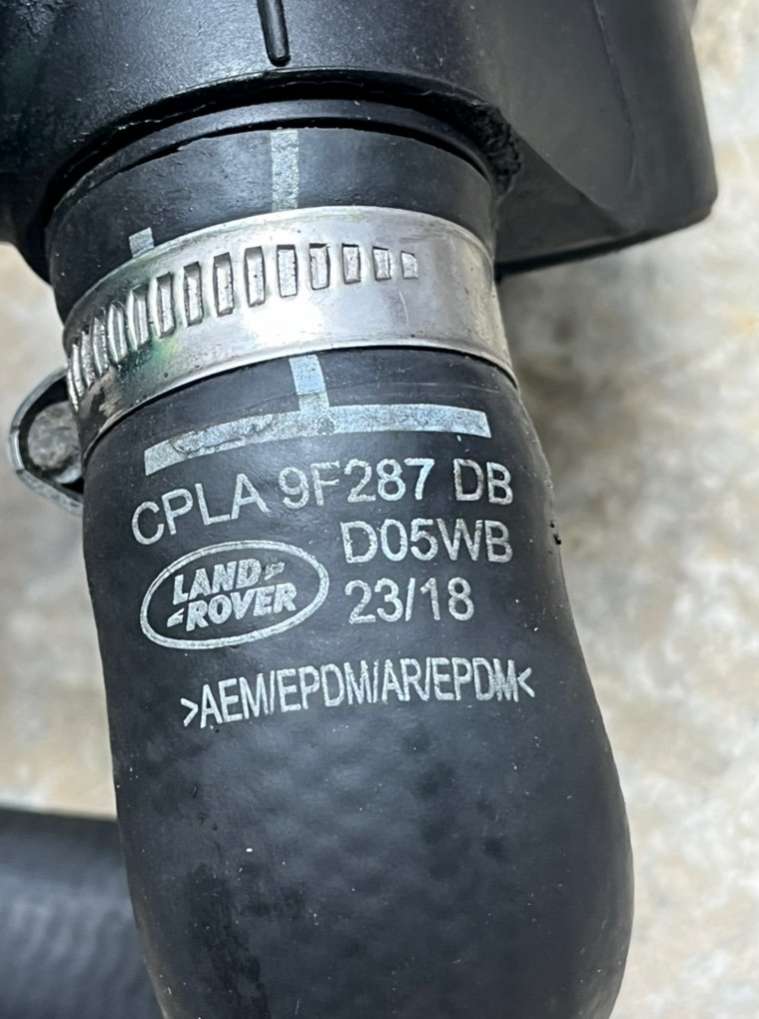 CPLA 9F287 DB
D05WB
LAND
ROVER
23/18
>AEM/EPDM/AR/EPDM<